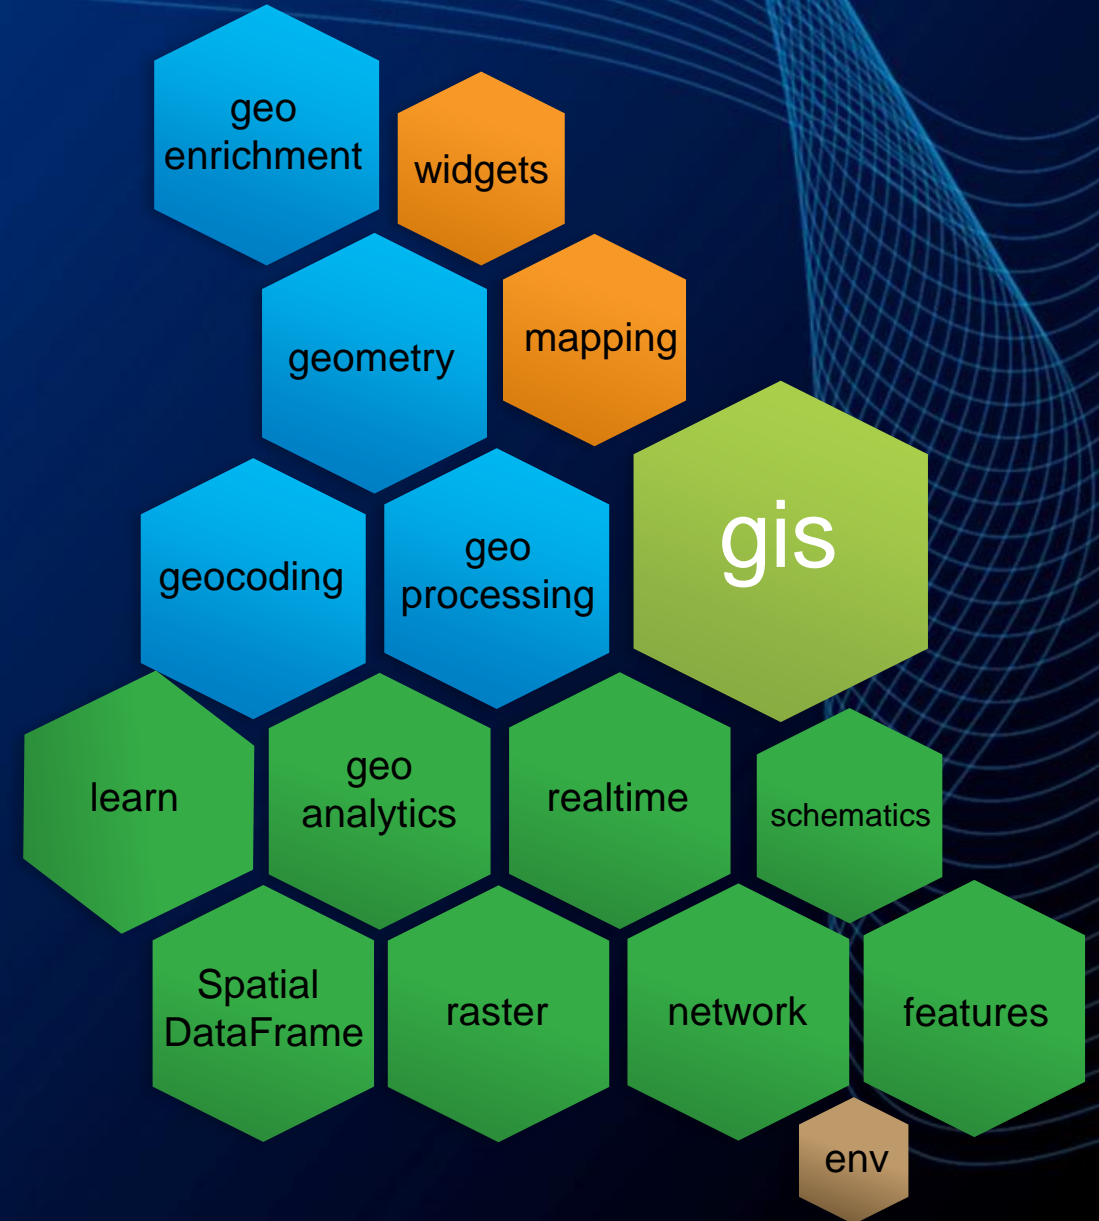 geo
enrichment
widgets
geometry
mapping
geocoding
geo
processing
gis
learn
geo
analytics
realtime
schematics
Spatial
DataFrame
raster
network
features
env